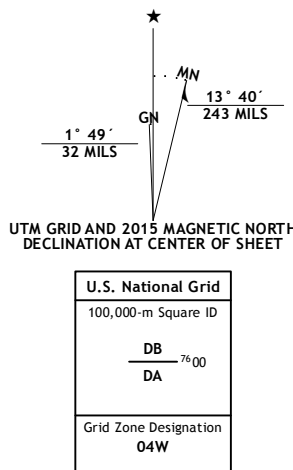 MN
GN
13° 40´
243 MILS
1° 49´
32 MILS
UTM GRID AND 2015 MAGNETIC NORTH
DECLINATION AT CENTER OF SHEET
U.S. National Grid
100,000-m Square ID
DB
7600
DA
Grid Zone Designation
04W